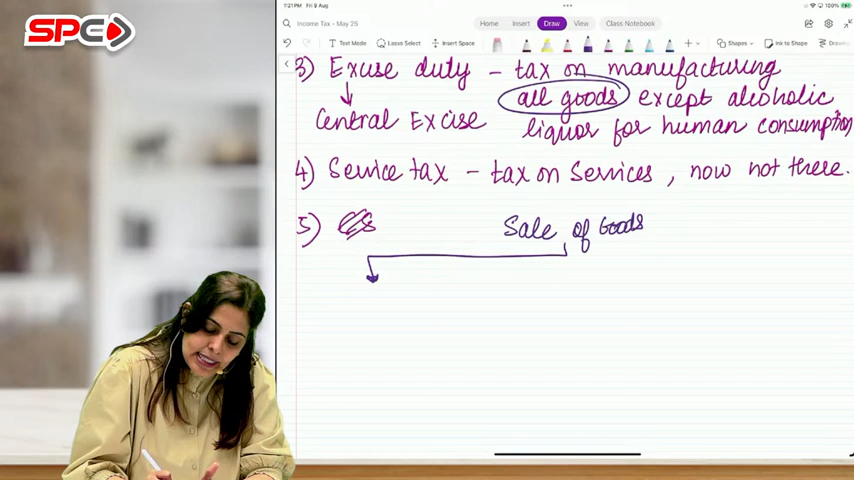 SPC
1:21 PM Fri 9 Aug
100%
Income Tax - May 25
Home Insert Draw View Class Notebook
Text Mode Lasso Select Insert Space Shapes Ink to Shape Drawing
3) Excise duty – tax on manufacturing
all goods except alcoholic
Central Excise liquor for human consumption
4) Service tax – tax on Services, now not there.
5) Sale of Goods